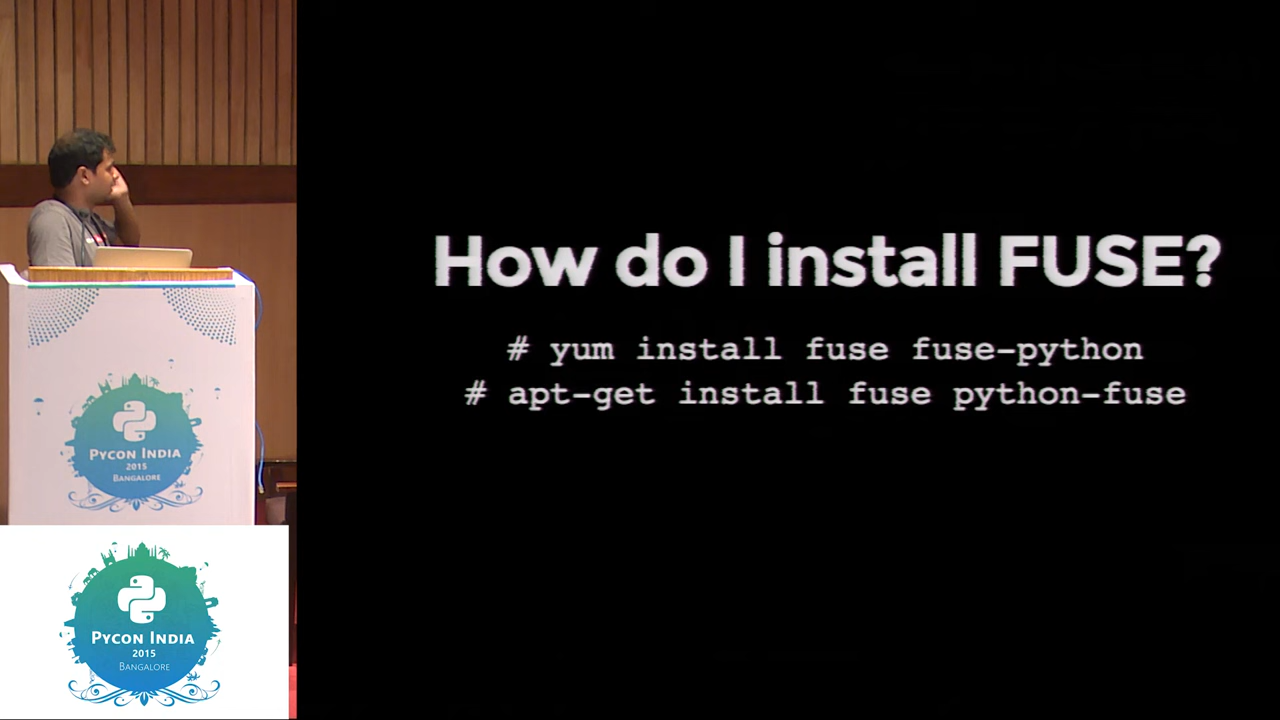 How do I install FUSE?
# yum install fuse fuse-python
# apt-get install fuse python-fuse
PYCON INDIA
2015
BANGALORE
PYCON INDIA
2015
BANGALORE